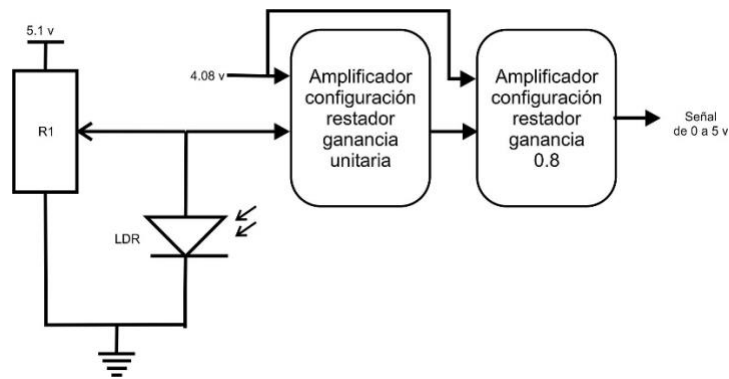 5.1 v
R1
LDR
4.08 v
Amplificador
configuración
restador
ganancia
unitaria
Amplificador
configuración
restador
ganancia
0.8
Señal
de 0 a 5 v